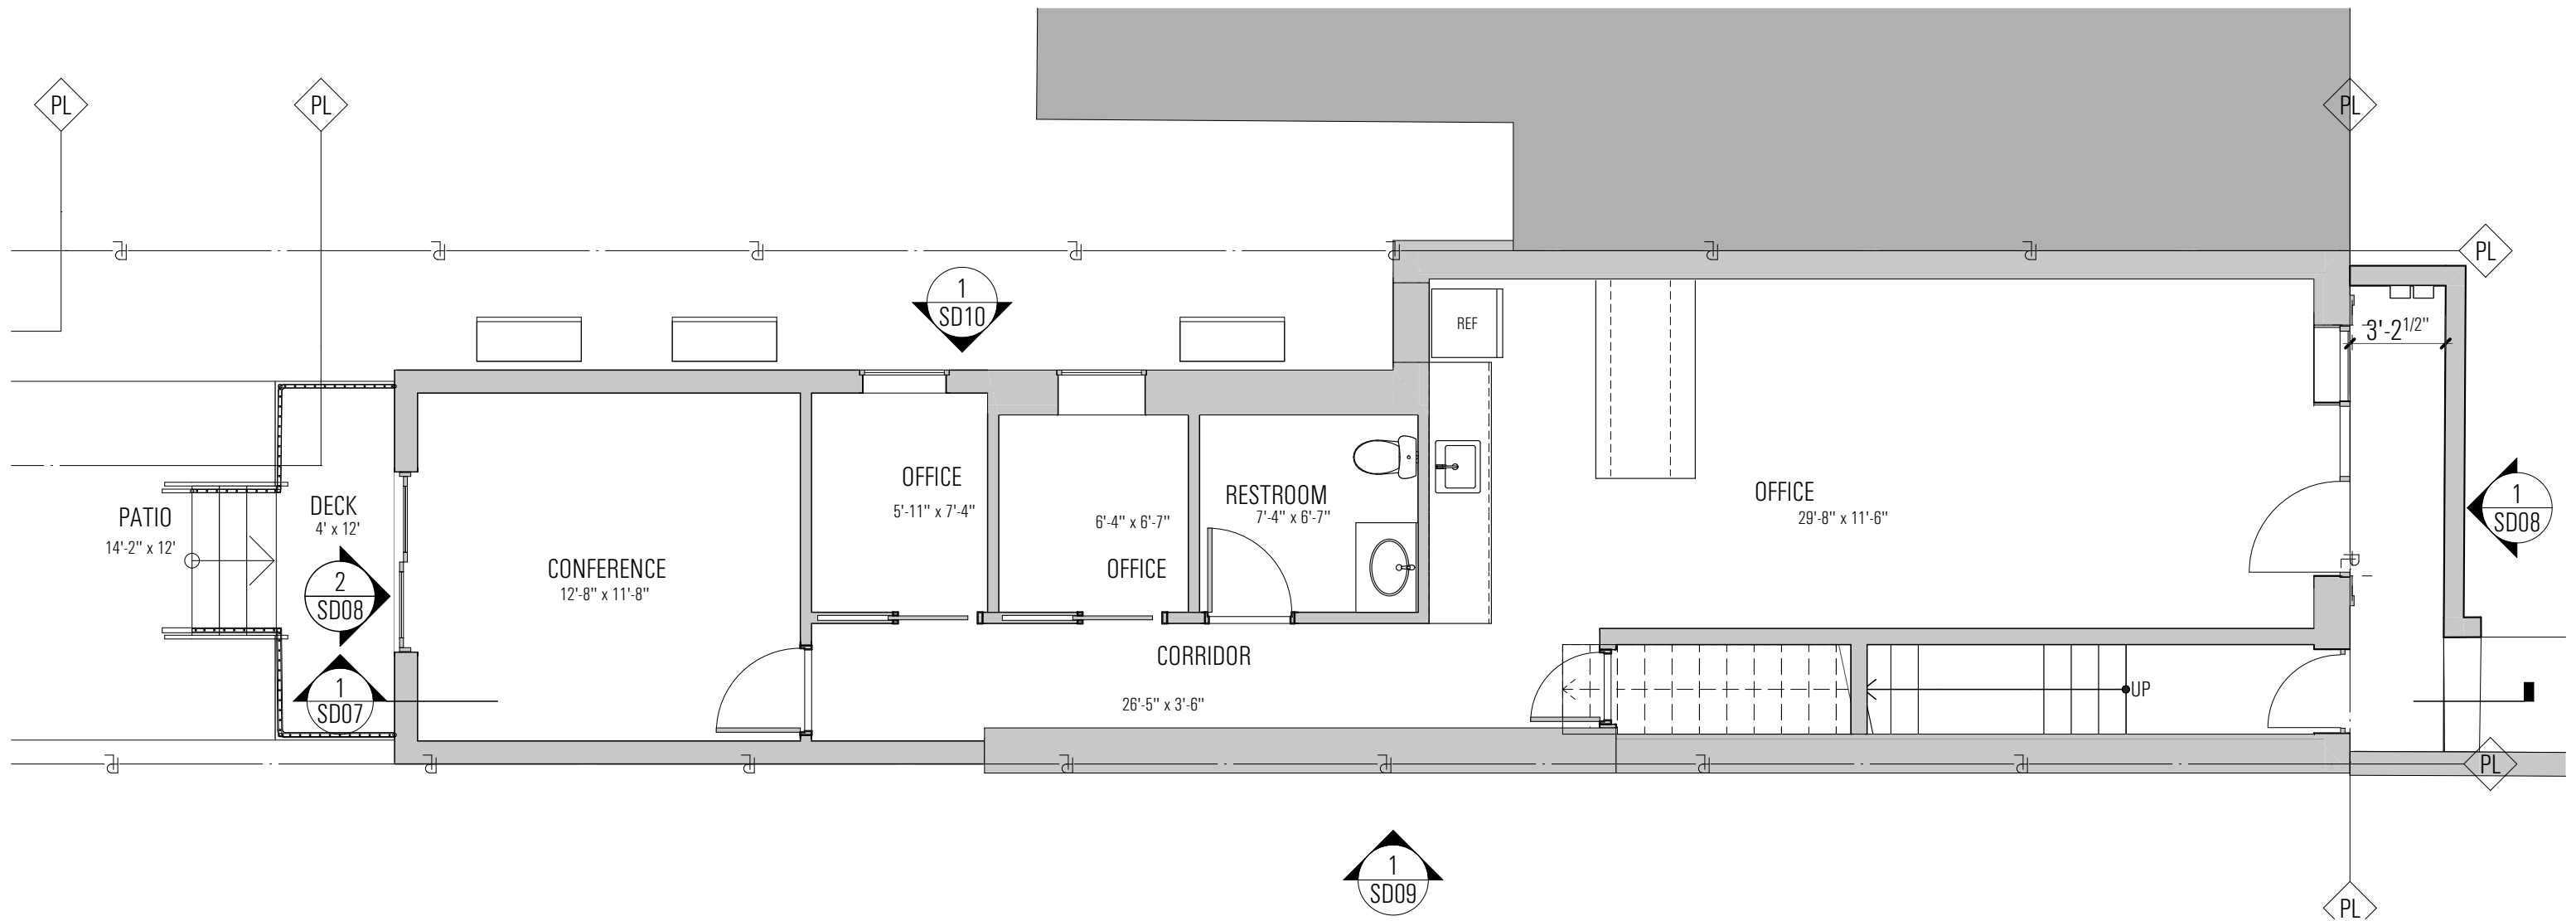 PL
PL
PL
PL
1
SD10
REF
3'-2 1/2"
OFFICE
5'-11" x 7'-4"
RESTROOM
7'-4" x 6'-7"
OFFICE
29'-8" x 11'-6"
1
SD08
PATIO
14'-2" x 12'
DECK
4' x 12'
6'-4" x 6'-7"
OFFICE
CONFERENCE
12'-8" x 11'-8"
2
SD08
CORRIDOR
26'-5" x 3'-6"
UP
1
SD07
PL
1
SD09
PL